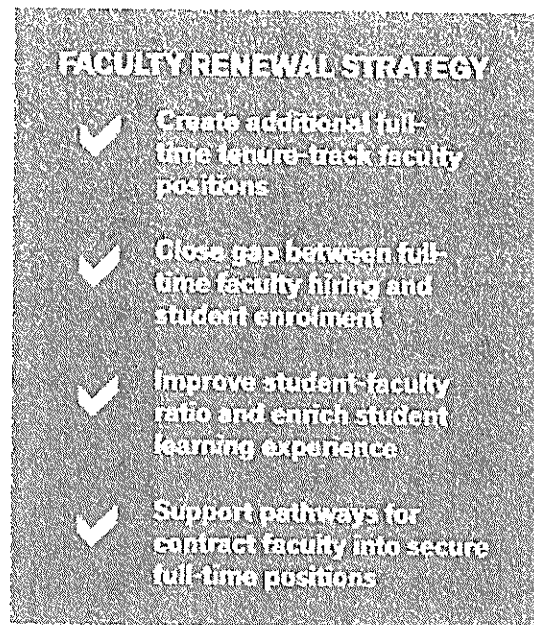 FACULTY RENEWAL STRATEGY
Create additional full-
time tenure-track faculty
positions
Close gap between full-
time faculty hiring and
student enrolment
Improve student-faculty
ratio and enrich student
learning experience
Support pathways for
contract faculty into secure
full-time positions